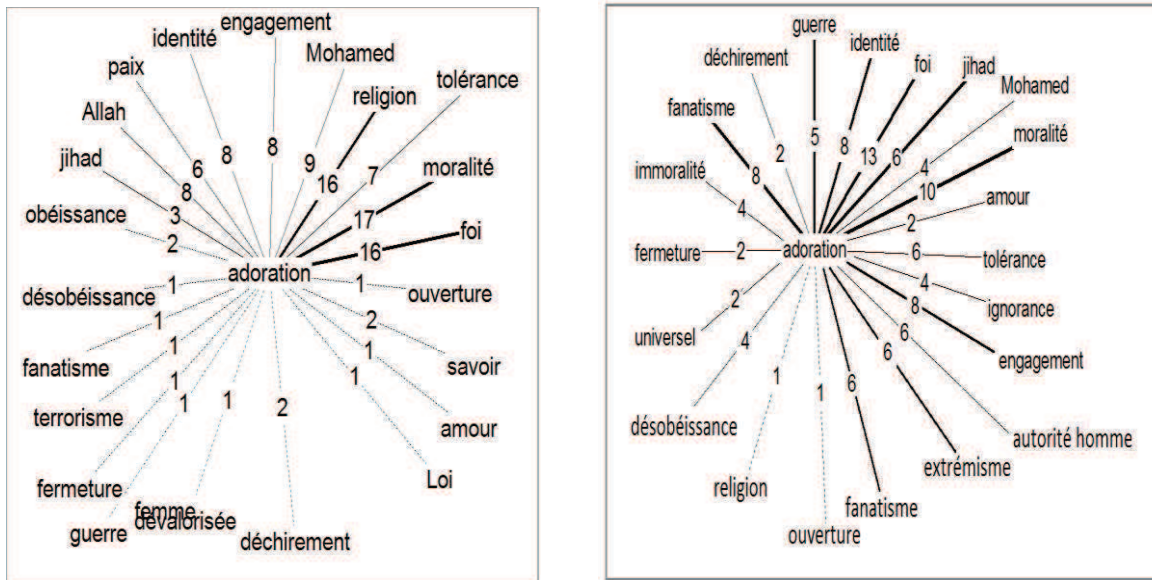 engagement
identité
Mohamed
paix
tolérance
religion
Allah
jihad
moralité
obéissance
foi
adoration
désobéissance
ouverture
fanatisme
savoir
terrorisme
amour
fermeture
Loi
femme
dévalorisée
guerre
déchirement
8
8
9
6
16
7
8
17
3
2
16
1
1
1
2
1
1
1
1
1
1
2
guerre
identité
déchirement
foi
jihad
Mohamed
fanatisme
moralité
immoralité
amour
fermeture
adoration
tolérance
universel
ignorance
engagement
désobéissance
autorité homme
extrémisme
religion
fanatisme
ouverture
5
8
13
6
2
4
8
10
4
2
2
6
2
4
8
4
6
6
1
6
1